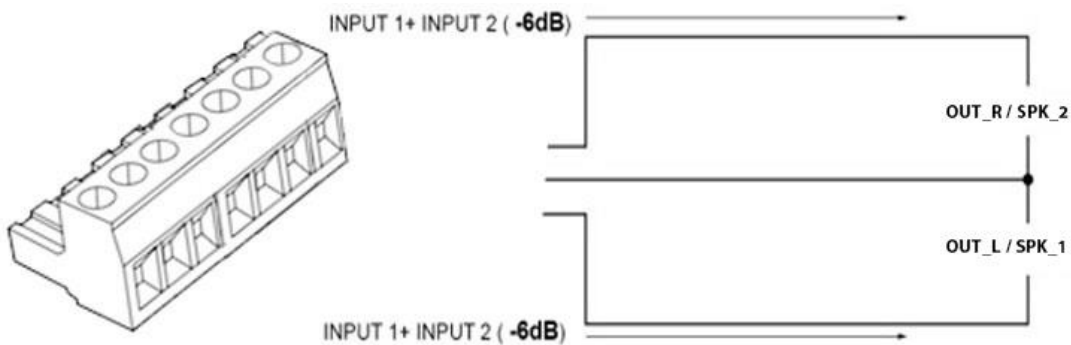 INPUT 1+ INPUT 2 ( -6dB)
OUT_R / SPK_2
OUT_L / SPK_1
INPUT 1+ INPUT 2 ( -6dB)